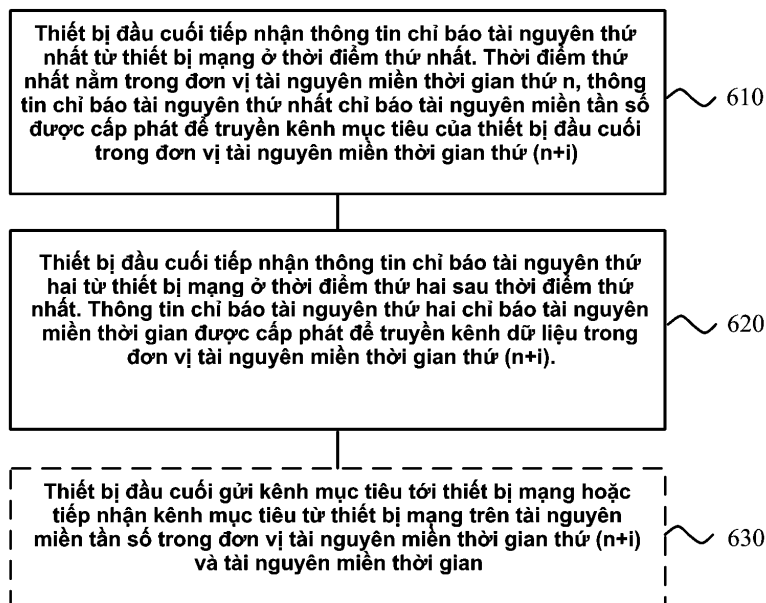 Thiết bị đầu cuối tiếp nhận thông tin chỉ báo tài nguyên thứ
nhất từ thiết bị mạng ở thời điểm thứ nhất. Thời điểm thứ
nhất nằm trong đơn vị tài nguyên miền thời gian thứ n, thông
tin chỉ báo tài nguyên thứ nhất chỉ báo tài nguyên miền tần số
được cấp phát để truyền kênh mục tiêu của thiết bị đầu cuối
trong đơn vị tài nguyên miền thời gian thứ (n+i)
610
Thiết bị đầu cuối tiếp nhận thông tin chỉ báo tài nguyên thứ
hai từ thiết bị mạng ở thời điểm thứ hai sau thời điểm thứ
nhất. Thông tin chỉ báo tài nguyên thứ hai chỉ báo tài nguyên
miền thời gian được cấp phát để truyền kênh dữ liệu trong
đơn vị tài nguyên miền thời gian thứ (n+i).
620
Thiết bị đầu cuối gửi kênh mục tiêu tới thiết bị mạng hoặc
tiếp nhận kênh mục tiêu từ thiết bị mạng trên tài nguyên
miền tần số trong đơn vị tài nguyên miền thời gian thứ (n+i)
và tài nguyên miền thời gian
630